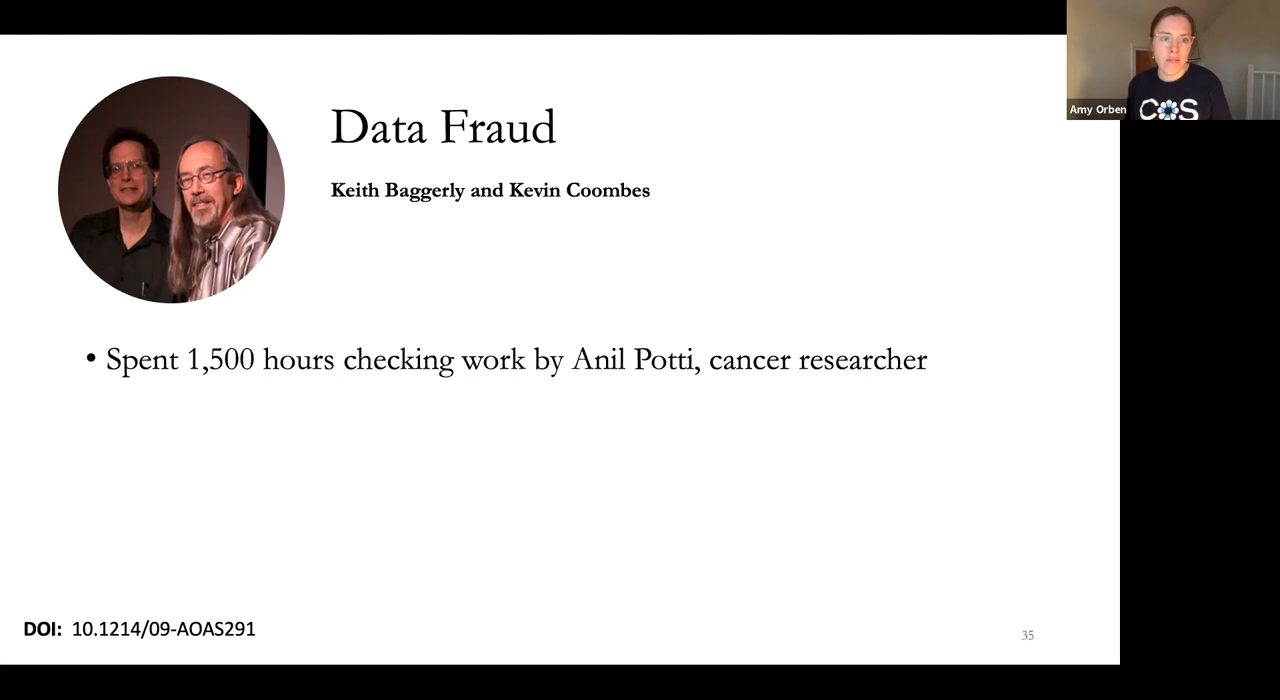 Data Fraud
Keith Baggerly and Kevin Coombes
• Spent 1,500 hours checking work by Anil Potti, cancer researcher
DOI: 10.1214/09-AOAS291
35
Amy Orben
COS